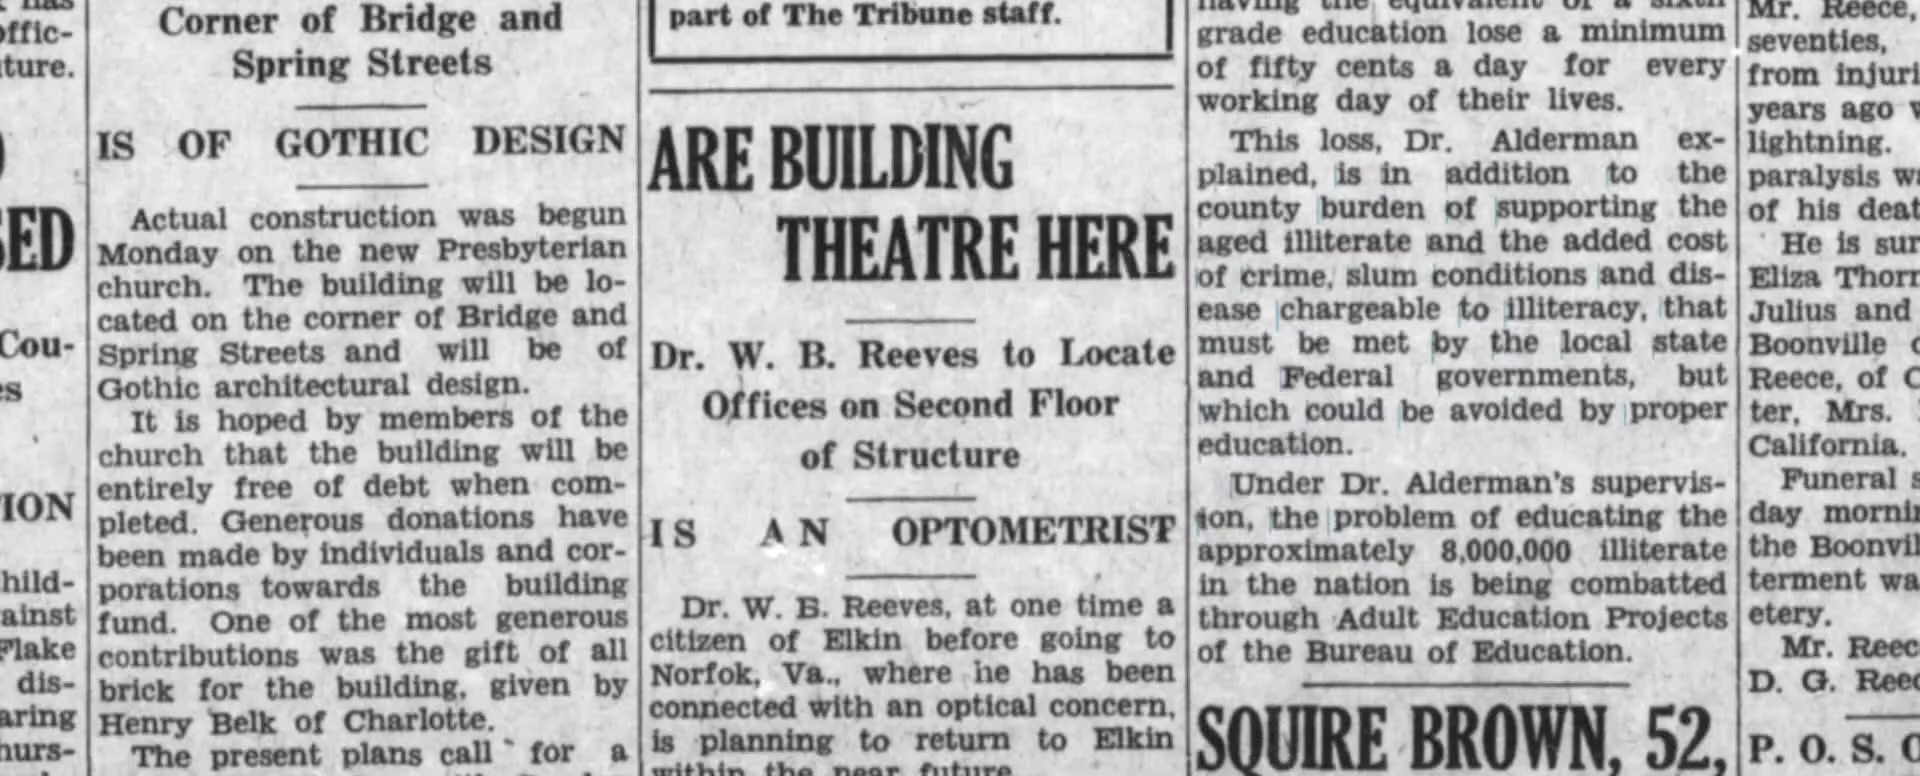 offic-
ture.
SED
Cou-
es
ION
hild-
ainst
Flake
dis-
aring
hurs-
Corner of Bridge and
Spring Streets
IS OF GOTHIC DESIGN
Actual construction was begun
Monday on the new Presbyterian
church. The building will be lo-
cated on the corner of Bridge and
Spring Streets and will be of
Gothic architectural design.
It is hoped by members of the
church that the building will be
entirely free of debt when com-
pleted. Generous donations have
been made by individuals and cor-
porations towards the building
fund. One of the most generous
contributions was the gift of all
brick for the building, given by
Henry Belk of Charlotte.
The present plans call for a
part of The Tribune staff.
ARE BUILDING
THEATRE HERE
Dr. W. B. Reeves to Locate
Offices on Second Floor
of Structure
IS AN OPTOMETRIST
Dr. W. B. Reeves, at one time a
citizen of Elkin before going to
Norfok, Va., where he has been
connected with an optical concern,
is planning to return to Elkin
within the near future
having the equivalent of a sixth
grade education lose a minimum
of fifty cents a day for every
working day of their lives.
This loss, Dr. Alderman ex-
plained, is in addition to the
county burden of supporting the
aged illiterate and the added cost
of crime, slum conditions and dis-
ease chargeable to illiteracy, that
must be met by the local state
and Federal governments, but
which could be avoided by proper
education.
Under Dr. Alderman's supervis-
ion, the problem of educating the
approximately 8,000,000 illiterate
in the nation is being combatted
through Adult Education Projects
of the Bureau of Education.
SQUIRE BROWN, 52,
Mr. Reece,
seventies,
from injuri
years ago w
lightning.
paralysis wa
of his deat
He is sur
Eliza Thorn
Julius and
Boonville
Reece, of C
ter, Mrs.
California.
Funeral s
day mornin
the Boonvil
terment wa
etery.
Mr. Reec
D. G. Reec
P. O. S. O